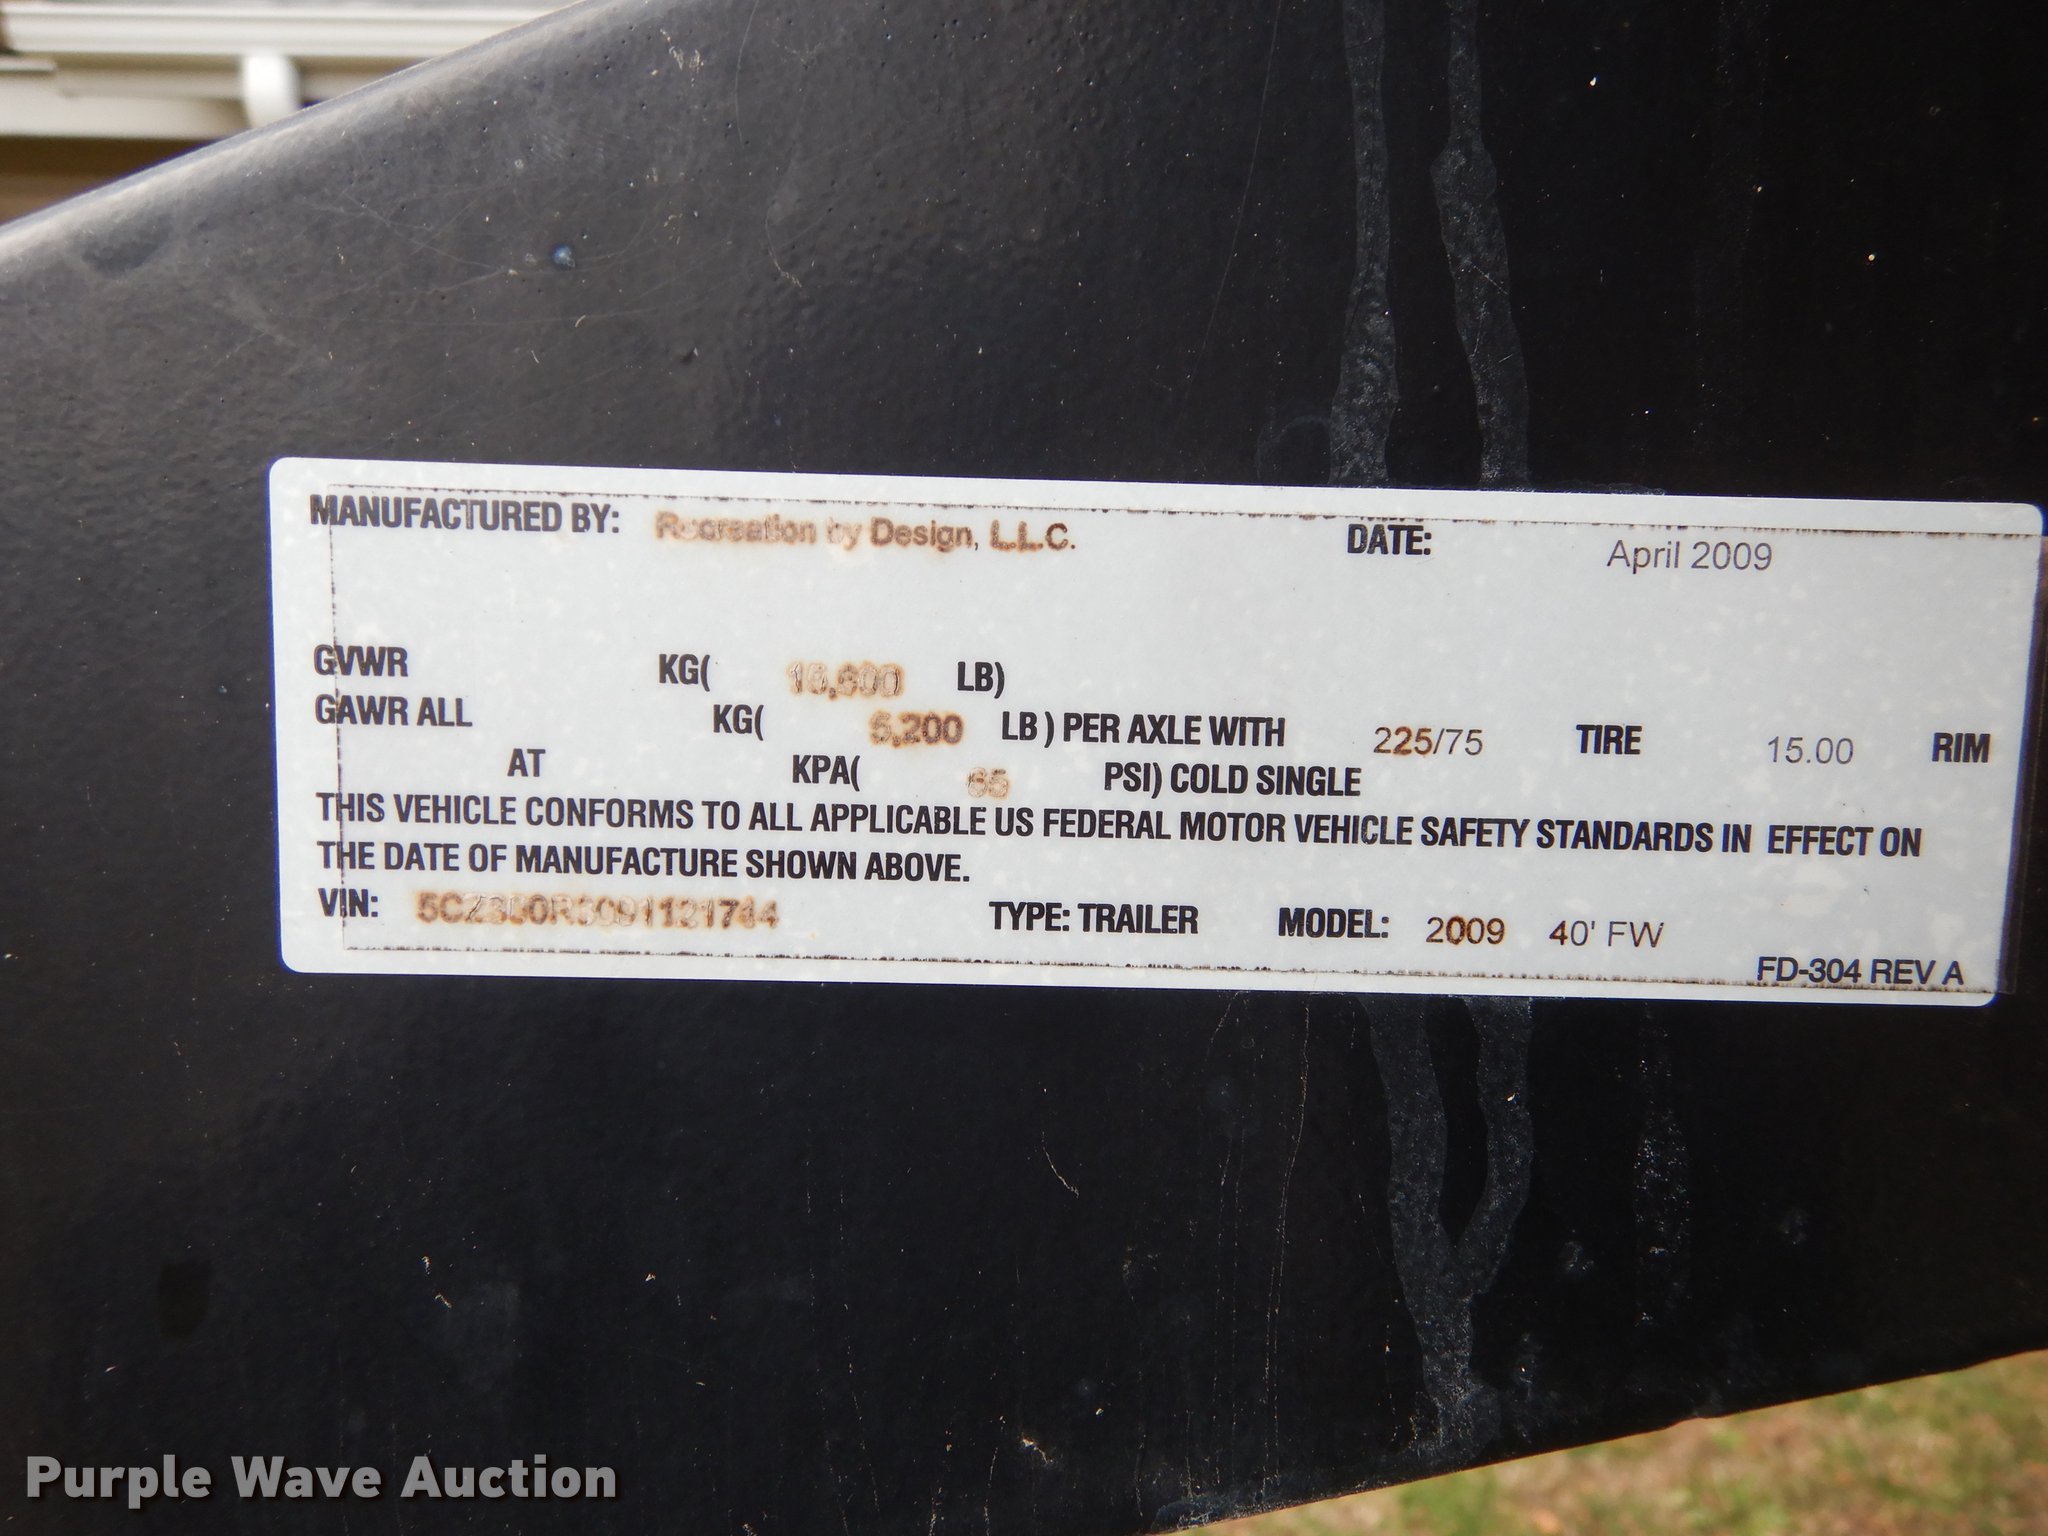 MANUFACTURED BY: Recreation by Design, L.L.C. DATE: April 2009
GVWR KG( LB)
GAWR ALL KG( 5,200 LB ) PER AXLE WITH 225/75 TIRE 15.00 RIM
AT KPA( 65 PSI) COLD SINGLE
THIS VEHICLE CONFORMS TO ALL APPLICABLE US FEDERAL MOTOR VEHICLE SAFETY STANDARDS IN EFFECT ON
THE DATE OF MANUFACTURE SHOWN ABOVE.
VIN: TYPE: TRAILER MODEL: 2009 40' FW
FD-304 REV A
Purple Wave Auction